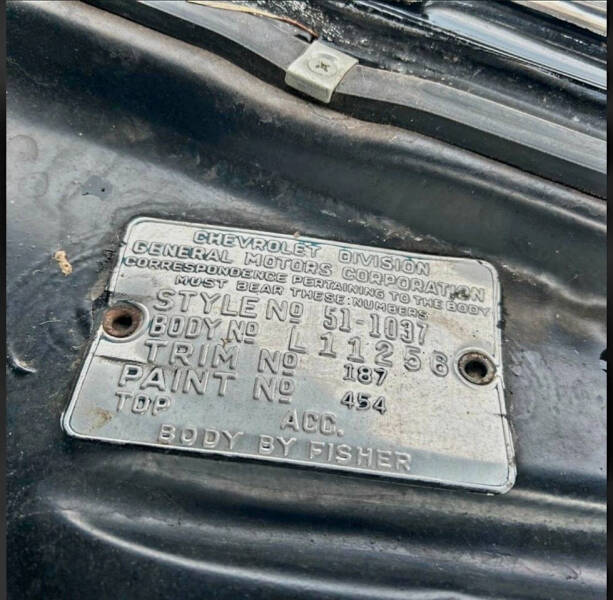 CHEVROLET DIVISION
GENERAL MOTORS CORPORATION
CORRESPONDENCE PERTAINING TO THE BODY
MUST BEAR THESE NUMBERS
STYLE NO 51-1037
BODY NO L 11258
TRIM NO 187
PAINT NO 454
TOP ACC.
BODY BY FISHER